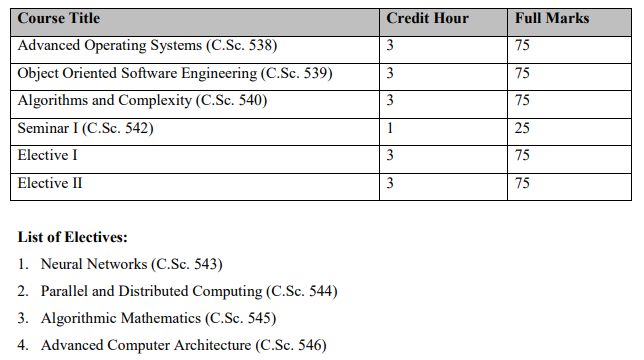 Course Title Credit Hour Full Marks
Advanced Operating Systems (C.Sc. 538) 3 75
Object Oriented Software Engineering (C.Sc. 539) 3 75
Algorithms and Complexity (C.Sc. 540) 3 75
Seminar I (C.Sc. 542) 1 25
Elective I 3 75
Elective II 3 75
List of Electives:
1. Neural Networks (C.Sc. 543)
2. Parallel and Distributed Computing (C.Sc. 544)
3. Algorithmic Mathematics (C.Sc. 545)
4. Advanced Computer Architecture (C.Sc. 546)